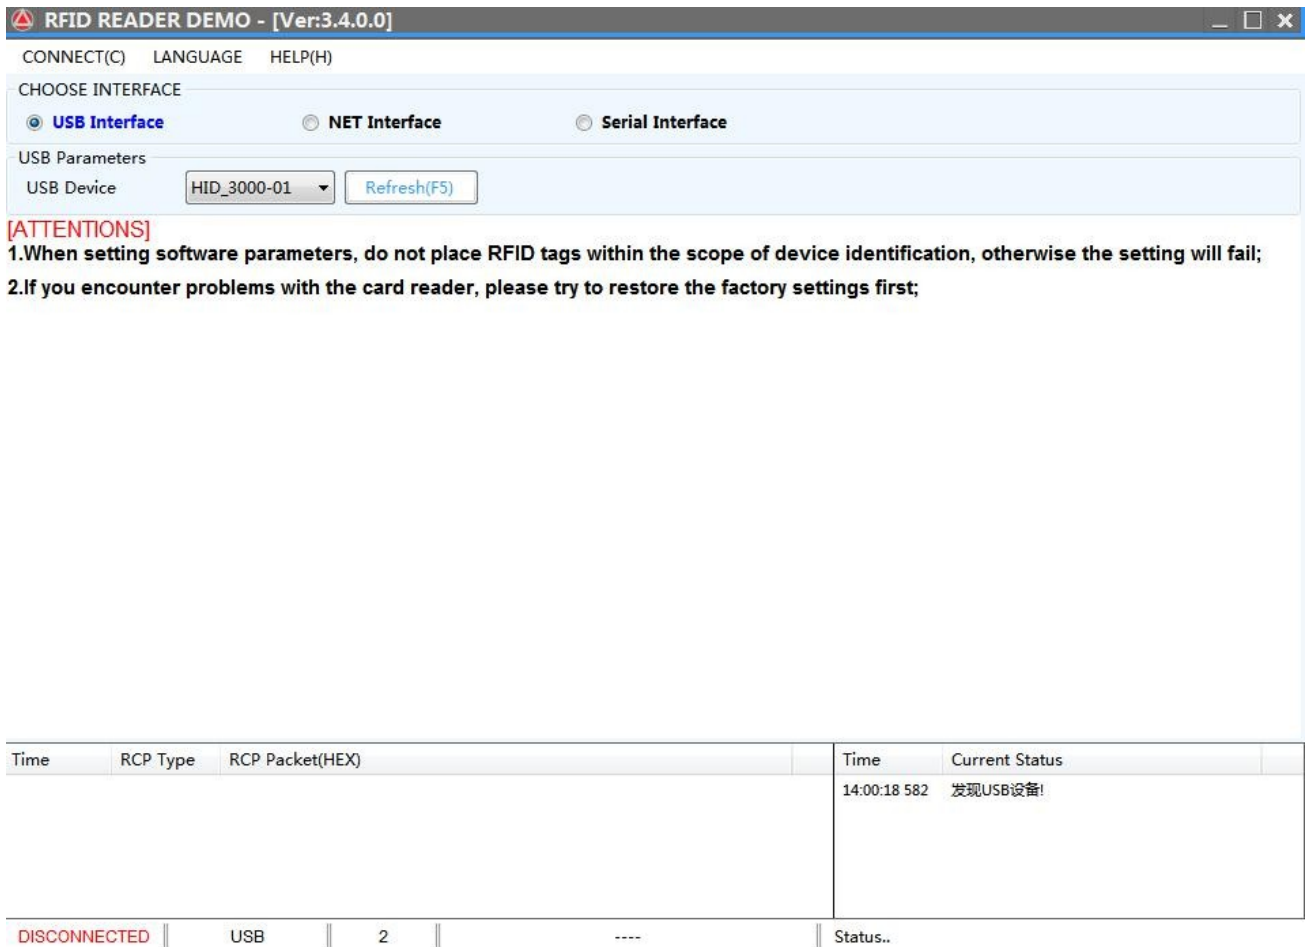 RFID READER DEMO - [Ver:3.4.0.0]
CONNECT(C) LANGUAGE HELP(H)
CHOOSE INTERFACE
USB Interface NET Interface Serial Interface
USB Parameters
USB Device HID_3000-01 Refresh(F5)
[ATTENTIONS]
1.When setting software parameters, do not place RFID tags within the scope of device identification, otherwise the setting will fail;
2.If you encounter problems with the card reader, please try to restore the factory settings first;
Time RCP Type RCP Packet(HEX) Time Current Status
14:00:18 582 发现USB设备!
DISCONNECTED USB 2 ---- Status..